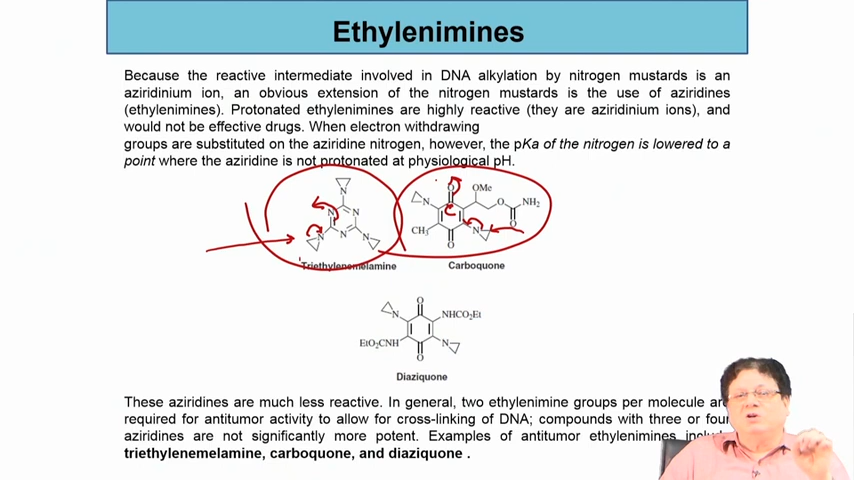 Ethylenimines
Because the reactive intermediate involved in DNA alkylation by nitrogen mustards is an
aziridinium ion, an obvious extension of the nitrogen mustards is the use of aziridines
(ethylenimines). Protonated ethylenimines are highly reactive (they are aziridinium ions), and
would not be effective drugs. When electron withdrawing
groups are substituted on the aziridine nitrogen, however, the pKa of the nitrogen is lowered to a
point where the aziridine is not protonated at physiological pH.
N
N
N
N
N
N
Triethylenemelamine
O
OMe
N
O
NH₂
O
CH₃
N
O
Carboquone
O
N
NHCO₂Et
EtO₂CNH
N
O
Diaziquone
These aziridines are much less reactive. In general, two ethylenimine groups per molecule are
required for antitumor activity to allow for cross-linking of DNA; compounds with three or four
aziridines are not significantly more potent. Examples of antitumor ethylenimines
triethylenemelamine, carboquone, and diaziquone .